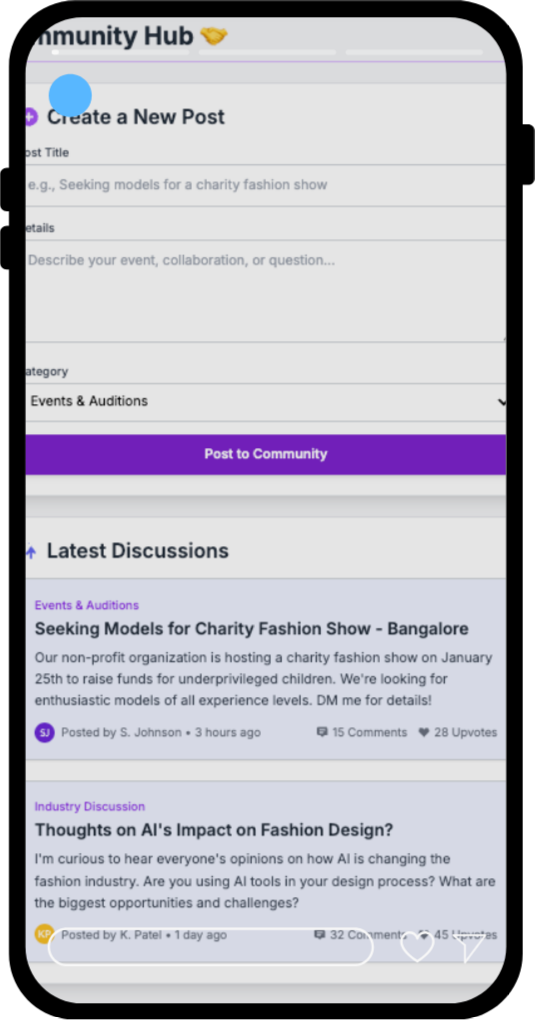 mmunity Hub 🤝
Create a New Post
ost Title
e.g., Seeking models for a charity fashion show
etails
Describe your event, collaboration, or question...
ategory
Events & Auditions
Post to Community
Latest Discussions
Events & Auditions
Seeking Models for Charity Fashion Show - Bangalore
Our non-profit organization is hosting a charity fashion show on January
25th to raise funds for underprivileged children. We're looking for
enthusiastic models of all experience levels. DM me for details!
SJ Posted by S. Johnson • 3 hours ago 15 Comments 28 Upvotes
Industry Discussion
Thoughts on AI's Impact on Fashion Design?
I'm curious to hear everyone's opinions on how AI is changing the
fashion industry. Are you using AI tools in your design process? What are
the biggest opportunities and challenges?
KP Posted by K. Patel • 1 day ago 32 Comments 45 Upvotes